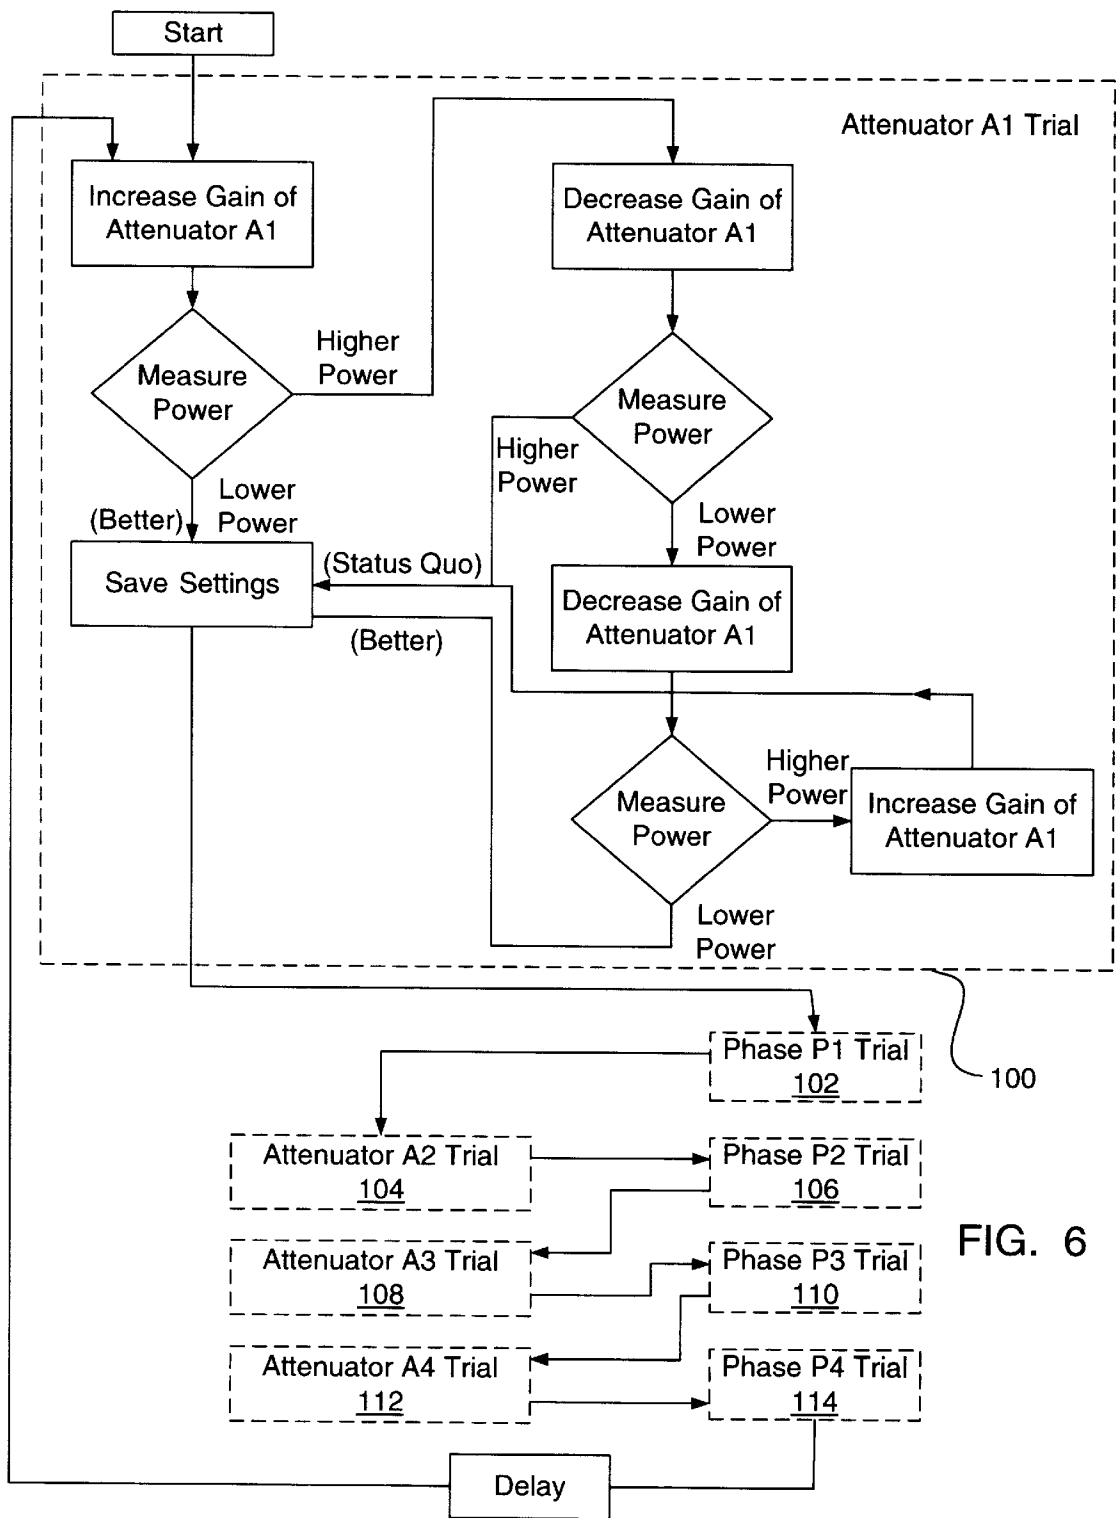 Start
Attenuator A1 Trial
Increase Gain of
Attenuator A1
Decrease Gain of
Attenuator A1
Higher
Power
Measure
Power
Measure
Power
Higher
Power
Lower
Power
(Better)
Lower
Power
Save Settings
(Status Quo)
(Better)
Decrease Gain of
Attenuator A1
Measure
Power
Higher
Power
Increase Gain of
Attenuator A1
Lower
Power
100
Phase P1 Trial
102
Attenuator A2 Trial
104
Phase P2 Trial
106
Attenuator A3 Trial
108
Phase P3 Trial
110
FIG. 6
Attenuator A4 Trial
112
Phase P4 Trial
114
Delay